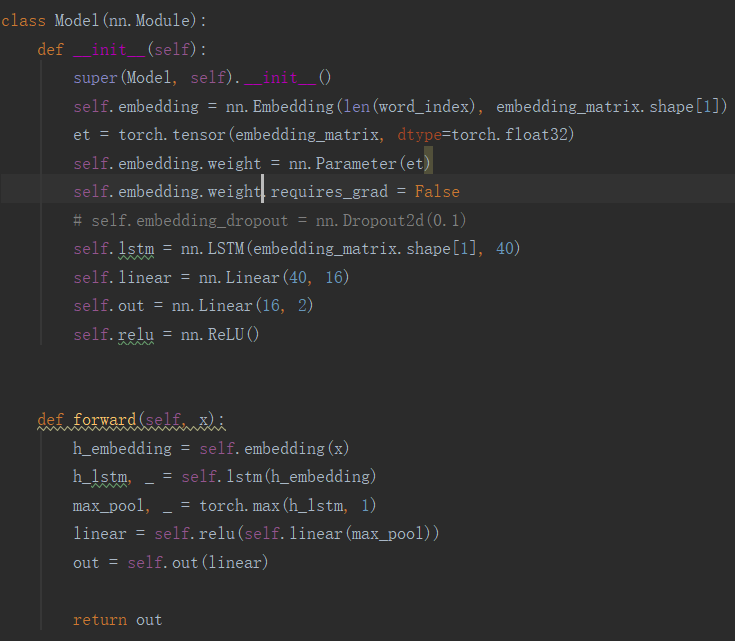 class Model(nn.Module):
    def __init__(self):
        super(Model, self).__init__()
        self.embedding = nn.Embedding(len(word_index), embedding_matrix.shape[1])
        et = torch.tensor(embedding_matrix, dtype=torch.float32)
        self.embedding.weight = nn.Parameter(et)
        self.embedding.weight.requires_grad = False
        # self.embedding_dropout = nn.Dropout2d(0.1)
        self.lstm = nn.LSTM(embedding_matrix.shape[1], 40)
        self.linear = nn.Linear(40, 16)
        self.out = nn.Linear(16, 2)
        self.relu = nn.ReLU()
    def forward(self, x):
        h_embedding = self.embedding(x)
        h_lstm, _ = self.lstm(h_embedding)
        max_pool, _ = torch.max(h_lstm, 1)
        linear = self.relu(self.linear(max_pool))
        out = self.out(linear)
        return out